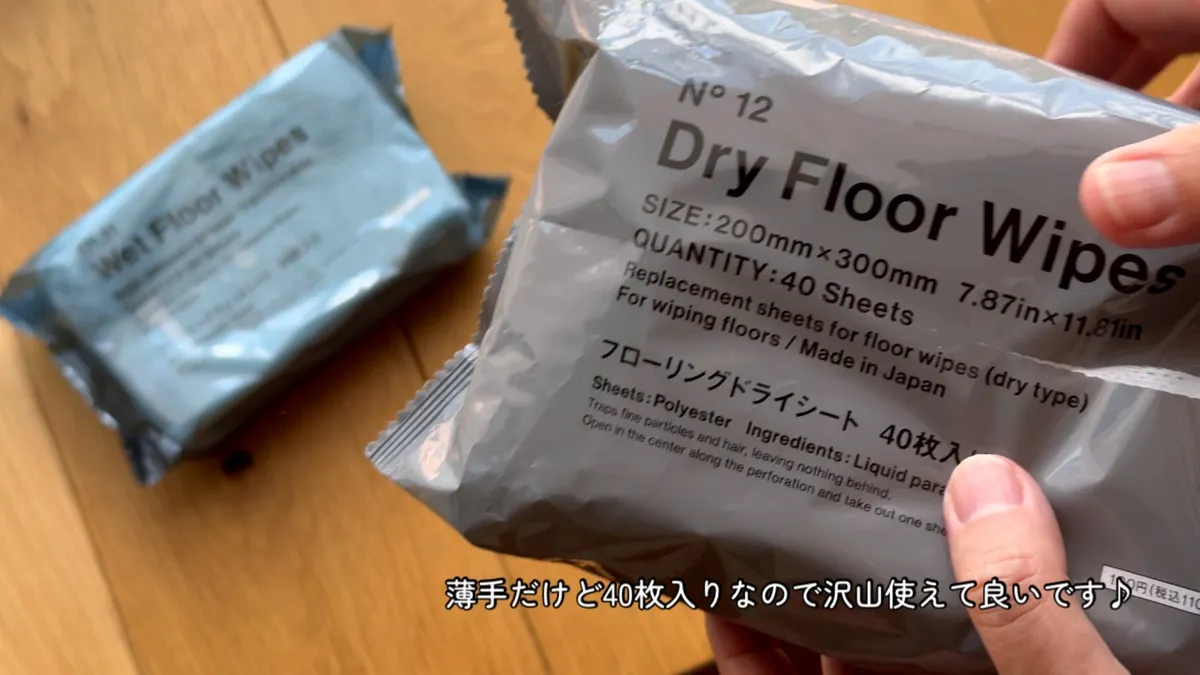 Nº 12
Dry Floor Wipes
SIZE:200mm×300mm 7.87in×11.81in
QUANTITY:40 Sheets
Replacement sheets for floor wipes (dry type)
For wiping floors / Made in Japan
フローリングドライシート 40枚入
Sheets:Polyester Ingredients:Liquid
Traps fine particles and hair, leaving nothing behind.
Open in the center along the perforation and take out one
Wet Floor Wipes
薄手だけど40枚入りなので沢山使えて良いです♪